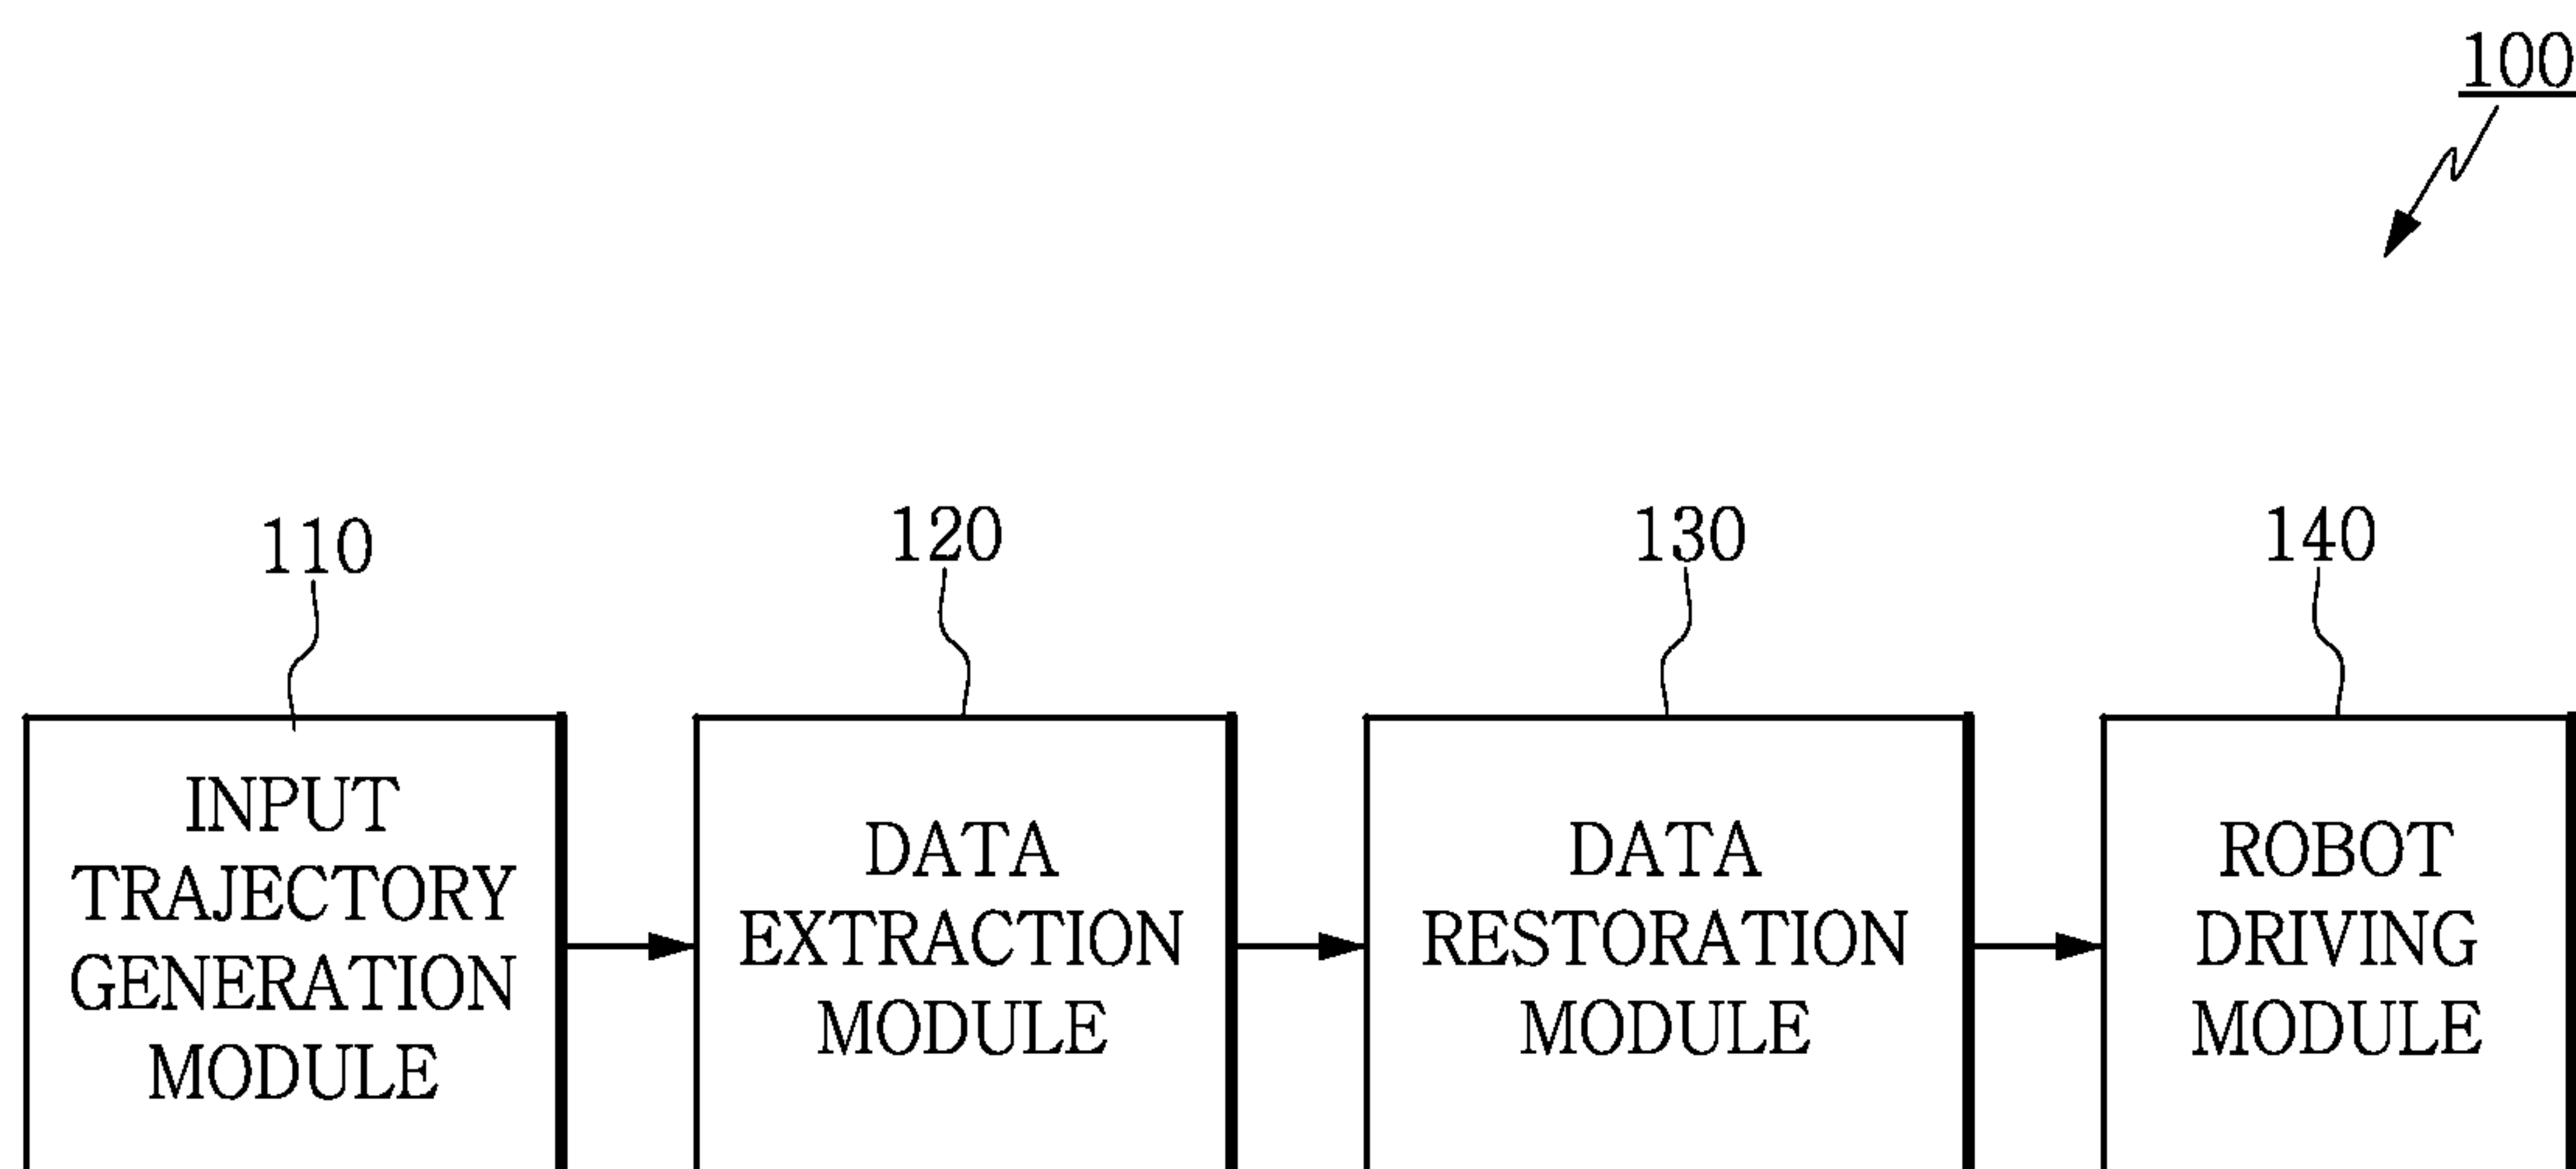 100
110
120
130
140
INPUT
TRAJECTORY
GENERATION
MODULE
DATA
EXTRACTION
MODULE
DATA
RESTORATION
MODULE
ROBOT
DRIVING
MODULE